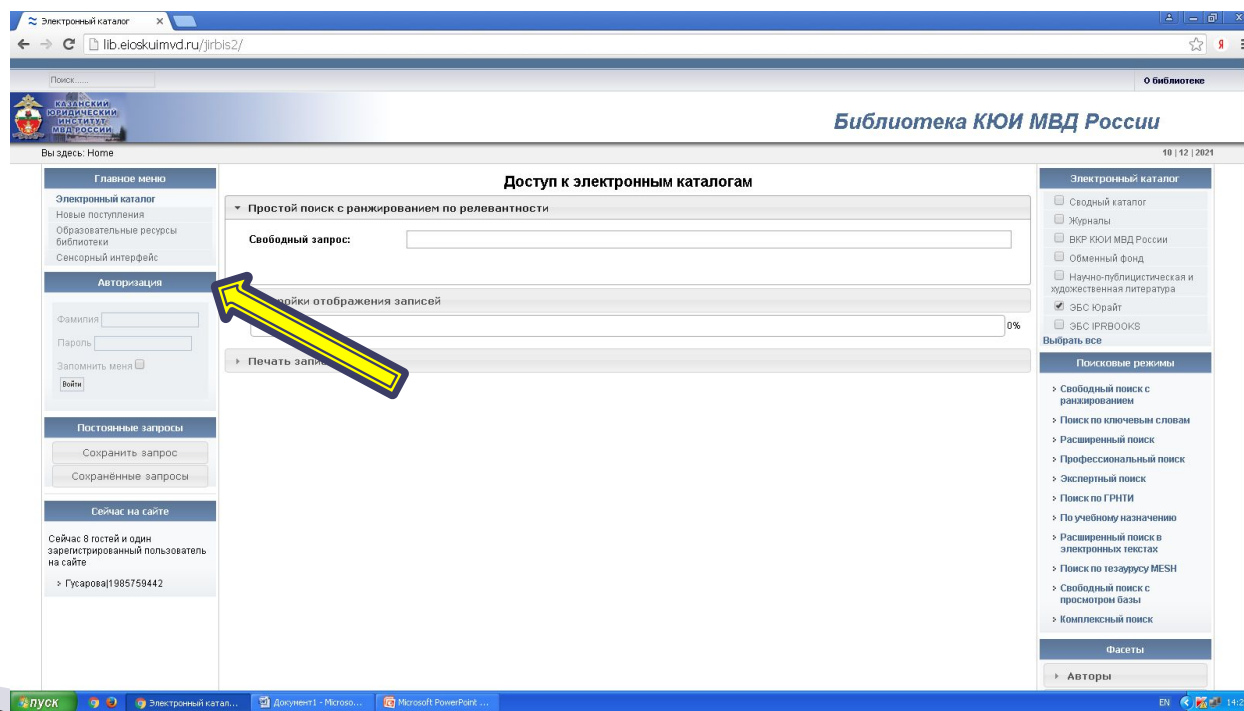 Электронный каталог
lib.eioskuimvd.ru/jirbis2/
Поиск......
О библиотеке
КАЗАНСКИЙ
ЮРИДИЧЕСКИЙ
ИНСТИТУТ
МВД РОССИИ
Библиотека КЮИ МВД России
Вы здесь: Home
10 | 12 | 2021
Главное меню
Электронный каталог
Новые поступления
Образовательные ресурсы
библиотеки
Сенсорный интерфейс
Авторизация
Фамилия
Пароль
Запомнить меня
Войти
Постоянные запросы
Сохранить запрос
Сохранённые запросы
Сейчас на сайте
Сейчас 8 гостей и один
зарегистрированный пользователь
на сайте
Гусарова|1985759442
Доступ к электронным каталогам
Простой поиск с ранжированием по релевантности
Свободный запрос:
отображения записей
0%
Печать
Электронный каталог
Сводный каталог
Журналы
ВКР КЮИ МВД России
Обменный фонд
Научно-публицистическая и
художественная литература
ЭБС Юрайт
ЭБС IPRBOOKS
Выбрать все
Поисковые режимы
Свободный поиск с
ранжированием
Поиск по ключевым словам
Расширенный поиск
Профессиональный поиск
Экспертный поиск
Поиск по ГРНТИ
По учебному назначению
Расширенный поиск в
электронных текстах
Поиск по тезаурусу MESH
Свободный поиск с
просмотром базы
Комплексный поиск
Фасеты
Авторы
пуск
Электронный катал...
Документ1 - Microso...
Microsoft PowerPoint ...
EN